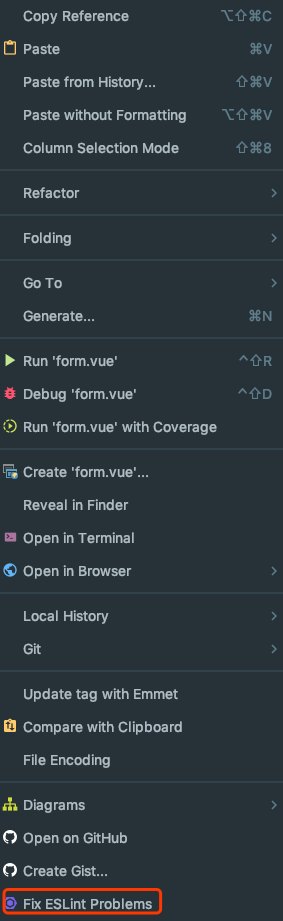 Copy Reference ⌥⇧⌘C
Paste ⌘V
Paste from History... ⇧⌘V
Paste without Formatting ⌥⇧⌘V
Column Selection Mode ⇧⌘8
Refactor
Folding
Go To
Generate... ⌘N
Run 'form.vue' ^⇧R
Debug 'form.vue' ^⇧D
Run 'form.vue' with Coverage
Create 'form.vue'...
Reveal in Finder
Open in Terminal
Open in Browser
Local History
Git
Update tag with Emmet
Compare with Clipboard
File Encoding
Diagrams
Open on GitHub
Create Gist...
Fix ESLint Problems